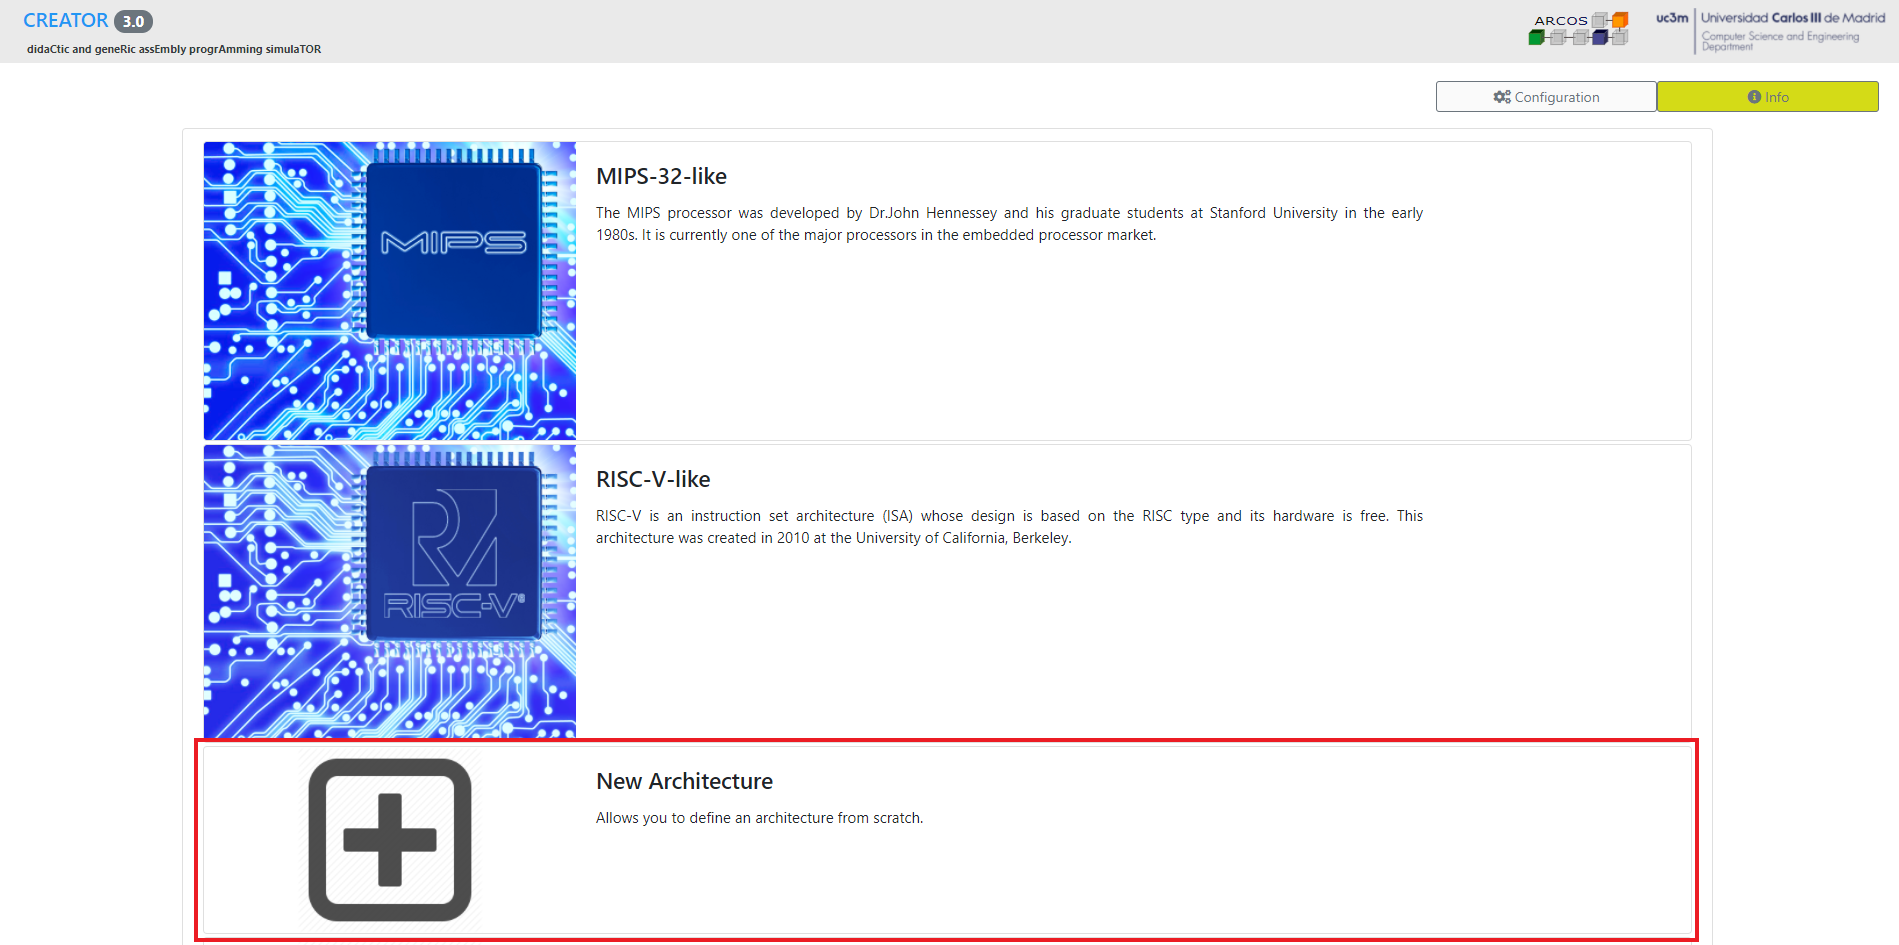 CREATOR 3.0
didaCtic and geneRic assEmbly progrAmming simulaTOR
ARCOS
uc3m Universidad Carlos III de Madrid
Computer Science and Engineering
Department
Configuration
Info
MIPS
MIPS-32-like
The MIPS processor was developed by Dr.John Hennessey and his graduate students at Stanford University in the early
1980s. It is currently one of the major processors in the embedded processor market.
RISC-V®
RISC-V-like
RISC-V is an instruction set architecture (ISA) whose design is based on the RISC type and its hardware is free. This
architecture was created in 2010 at the University of California, Berkeley.
New Architecture
Allows you to define an architecture from scratch.